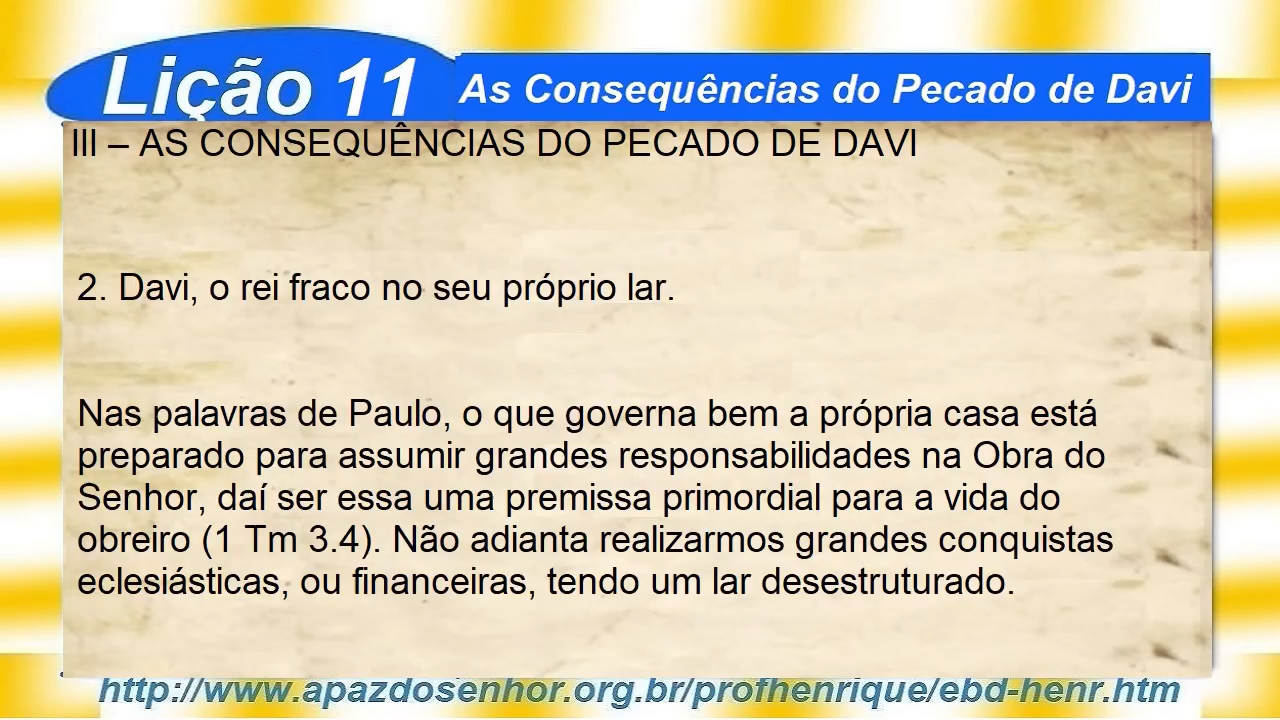 Lição 11
As Consequências do Pecado de Davi
III – AS CONSEQUÊNCIAS DO PECADO DE DAVI
2. Davi, o rei fraco no seu próprio lar.
Nas palavras de Paulo, o que governa bem a própria casa está
preparado para assumir grandes responsabilidades na Obra do
Senhor, daí ser essa uma premissa primordial para a vida do
obreiro (1 Tm 3.4). Não adianta realizarmos grandes conquistas
eclesiásticas, ou financeiras, tendo um lar desestruturado.
http://www.apazdosenhor.org.br/profhenrique/ebd-henr.htm